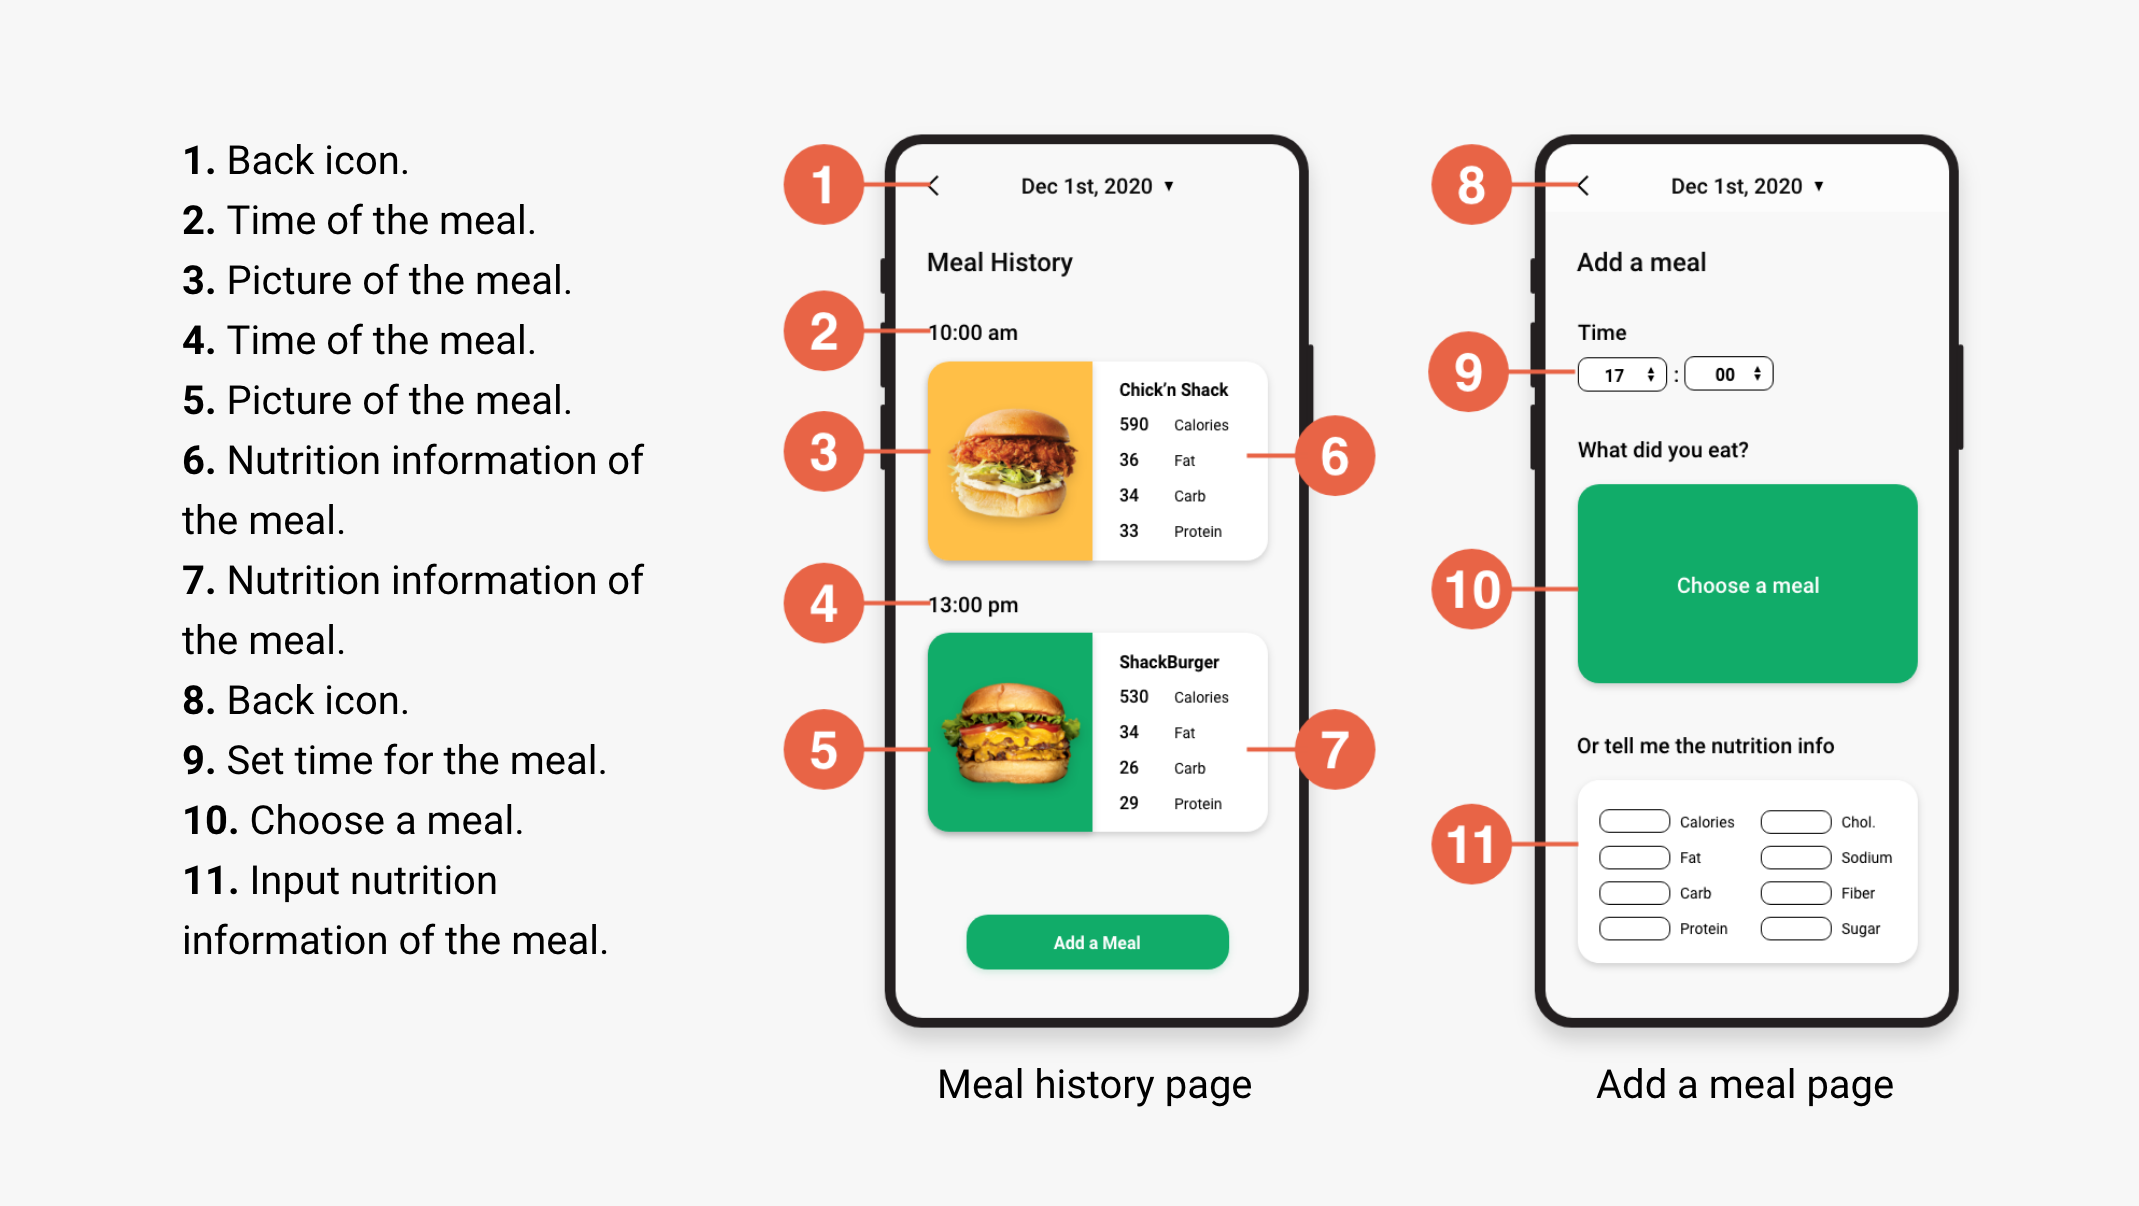 1. Back icon.
2. Time of the meal.
3. Picture of the meal.
4. Time of the meal.
5. Picture of the meal.
6. Nutrition information of
the meal.
7. Nutrition information of
the meal.
8. Back icon.
9. Set time for the meal.
10. Choose a meal.
11. Input nutrition
information of the meal.
1
Dec 1st, 2020 ▼
Meal History
2
10:00 am
3
Chick’n Shack
590 Calories
36 Fat
34 Carb
33 Protein
6
4
13:00 pm
5
ShackBurger
530 Calories
34 Fat
26 Carb
29 Protein
7
Add a Meal
Meal history page
8
Dec 1st, 2020 ▼
Add a meal
Time
9
17 : 00
What did you eat?
10
Choose a meal
Or tell me the nutrition info
11
Calories Chol.
Fat Sodium
Carb Fiber
Protein Sugar
Add a meal page